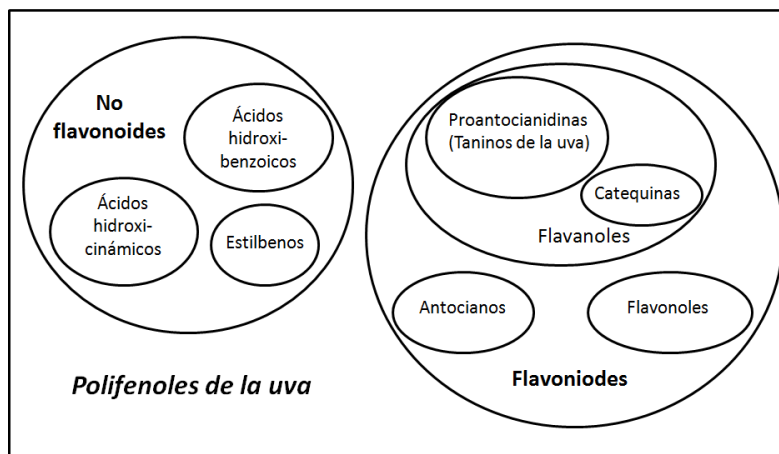 No
flavonoides
Ácidos
hidroxi-
benzoicos
Ácidos
hidroxi-
cinámicos
Estilbenos
Polifenoles de la uva
Proantocianidinas
(Taninos de la uva)
Catequinas
Flavanoles
Antocianos
Flavonoles
Flavoniodes